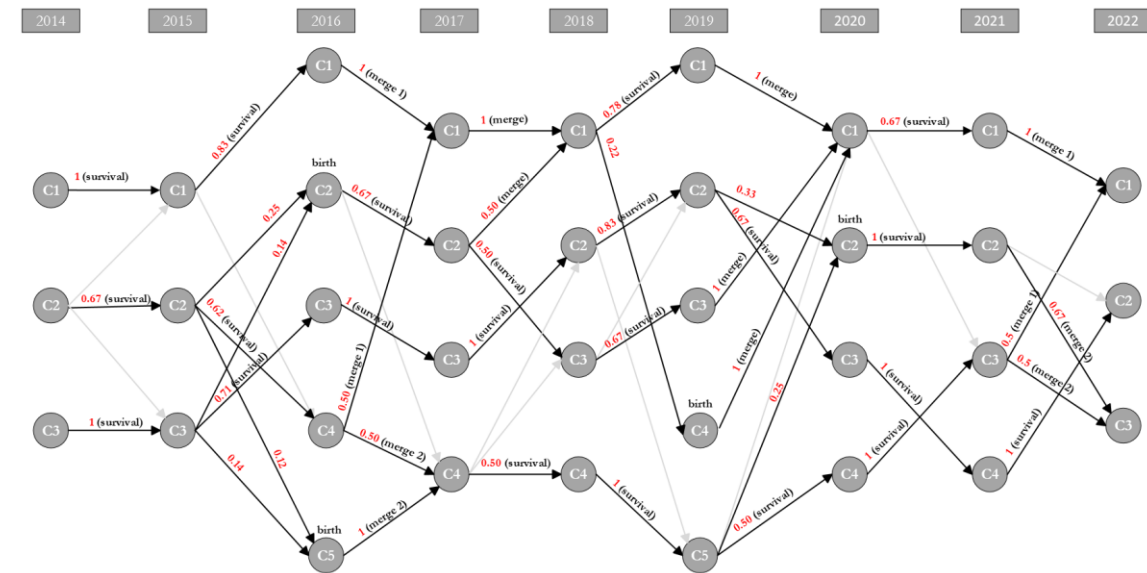 2014 2015 2016 2017 2018 2019 2020 2021 2022
C1
1 (survival)
C2
0.67 (survival)
C3
1 (survival)
C1
0.83 (survival)
C2
0.25
0.62 (survival)
0.12
C3
0.14
0.71 (survival)
0.14
C1
1 (merge 1)
birth
C2
0.67 (survival)
C3
1 (survival)
C4
0.50 (merge 1)
0.50 (merge 2)
birth
C5
1 (merge 2)
C1
1 (merge)
C2
0.50 (merge)
0.50 (survival)
C3
1 (survival)
C4
0.50 (survival)
C1
0.78 (survival)
0.22
C2
0.83 (survival)
C3
0.67 (survival)
C4
1 (survival)
C1
1 (merge)
C2
0.33
0.67 (survival)
C3
1 (merge)
birth
C4
1 (merge)
C5
0.25
0.50 (survival)
C1
0.67 (survival)
birth
C2
1 (survival)
C3
1 (survival)
C4
1 (survival)
C1
1 (merge 1)
C2
0.67 (merge 2)
C3
0.5 (merge 1)
0.5 (merge 2)
C4
1 (survival)
C1
C2
C3